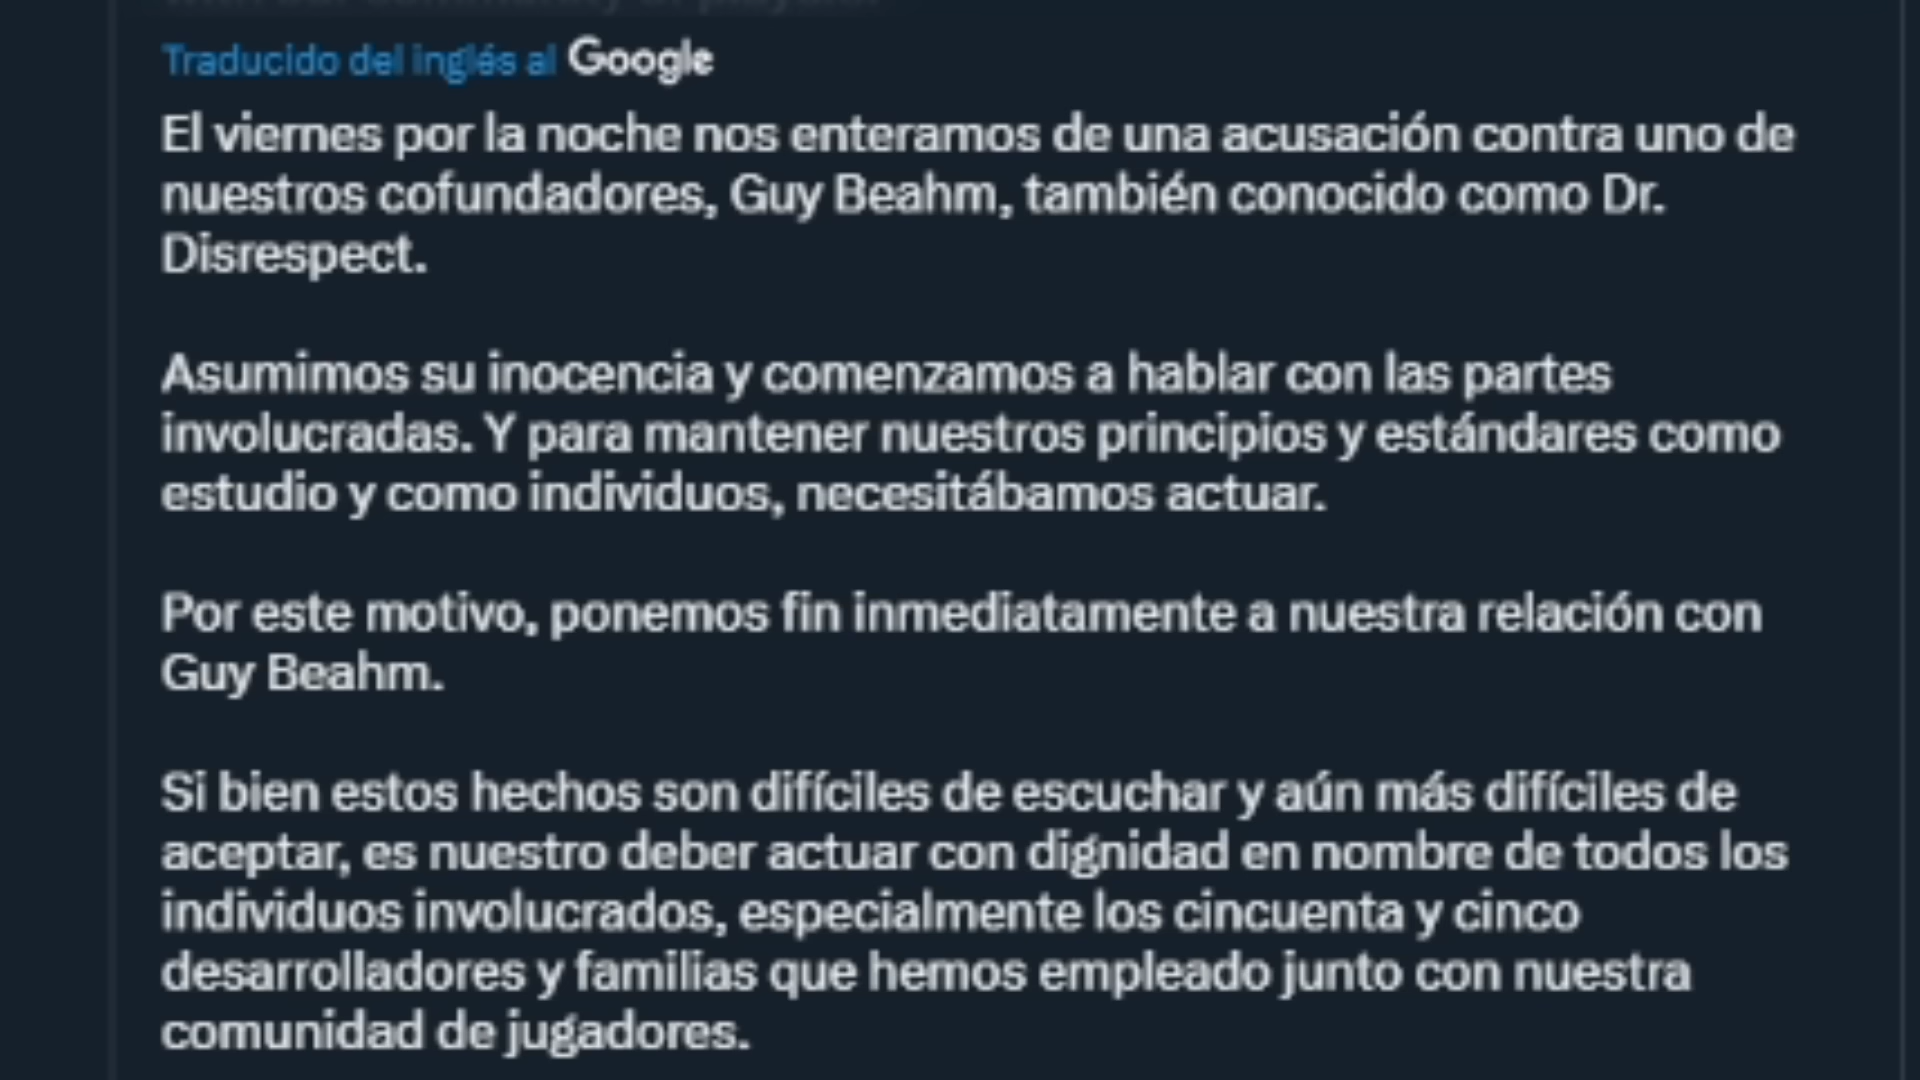 Traducido del inglés al Google
El viernes por la noche nos enteramos de una acusación contra uno de
nuestros cofundadores, Guy Beahm, también conocido como Dr.
Disrespect.
Asumimos su inocencia y comenzamos a hablar con las partes
involucradas. Y para mantener nuestros principios y estándares como
estudio y como individuos, necesitábamos actuar.
Por este motivo, ponemos fin inmediatamente a nuestra relación con
Guy Beahm.
Si bien estos hechos son difíciles de escuchar y aún más difíciles de
aceptar, es nuestro deber actuar con dignidad en nombre de todos los
individuos involucrados, especialmente los cincuenta y cinco
desarrolladores y familias que hemos empleado junto con nuestra
comunidad de jugadores.